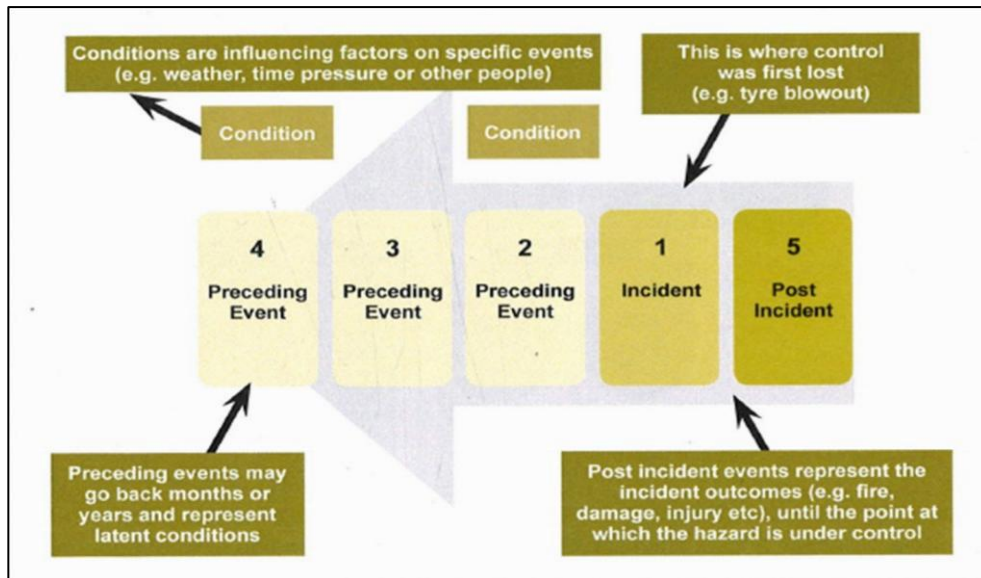 Conditions are influencing factors on specific events
(e.g. weather, time pressure or other people)
This is where control
was first lost
(e.g. tyre blowout)
Condition
Condition
4
Preceding
Event
3
Preceding
Event
2
Preceding
Event
1
Incident
5
Post
Incident
Preceding events may
go back months or
years and represent
latent conditions
Post incident events represent the
incident outcomes (e.g. fire,
damage, injury etc), until the point at
which the hazard is under control